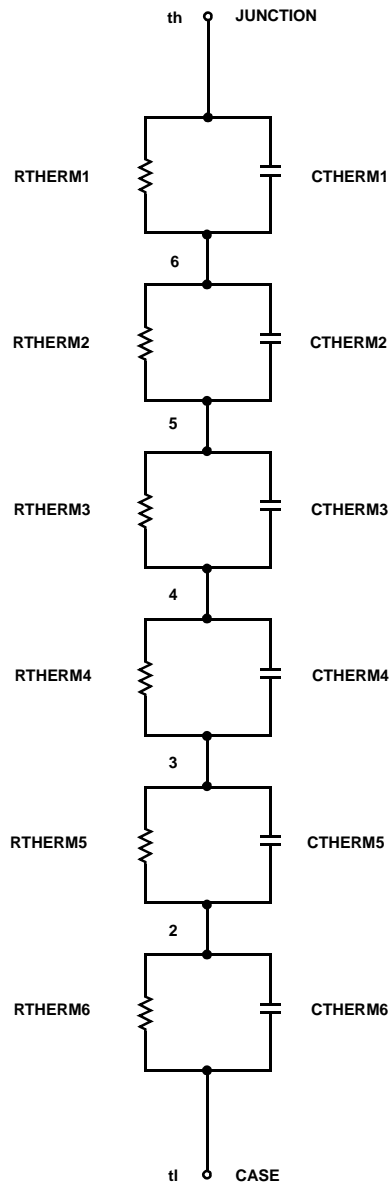 th JUNCTION
RTHERM1 CTHERM1
6
RTHERM2 CTHERM2
5
RTHERM3 CTHERM3
4
RTHERM4 CTHERM4
3
RTHERM5 CTHERM5
2
RTHERM6 CTHERM6
tl CASE